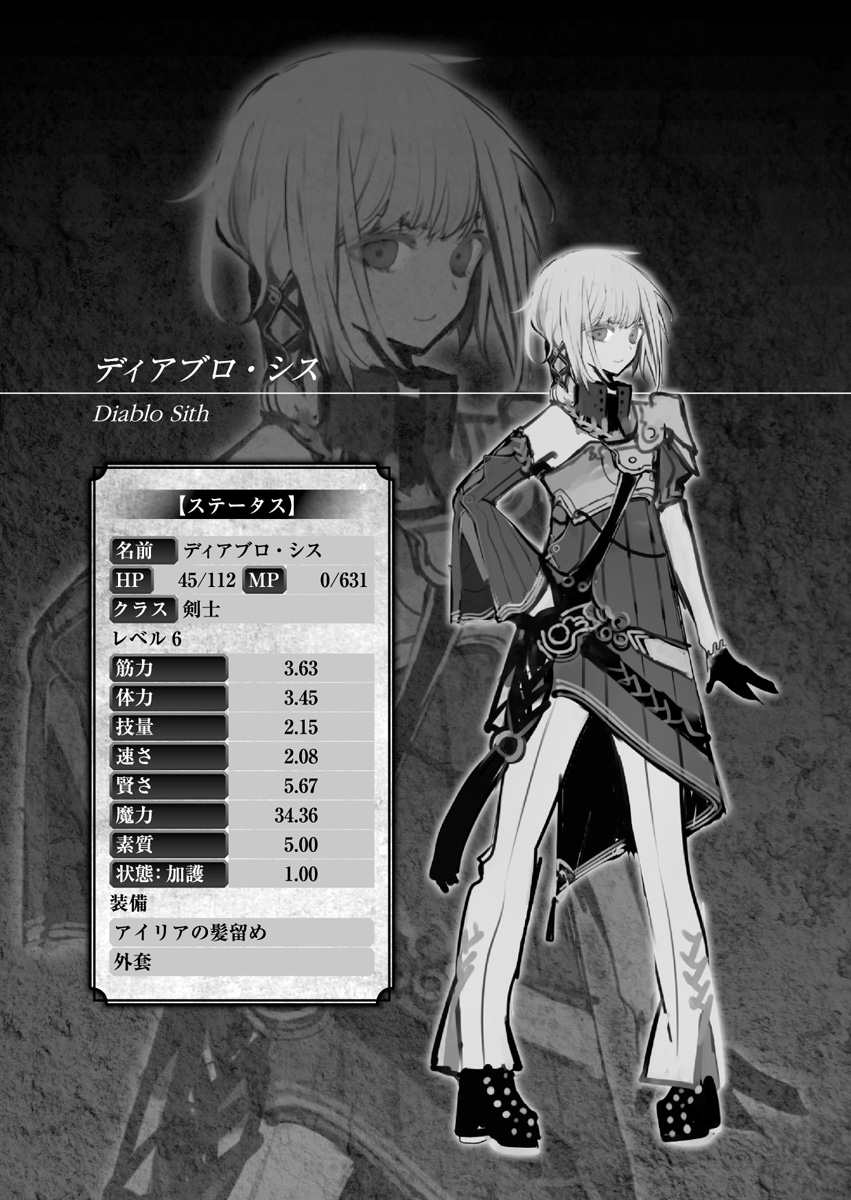 ディアブロ・シス
Diablo Sith
【ステータス】
名前 ディアブロ・シス
HP 45/112 MP 0/631
クラス 剣士
レベル 6
筋力 3.63
体力 3.45
技量 2.15
速さ 2.08
賢さ 5.67
魔力 34.36
素質 5.00
状態：加護 1.00
装備
アイリアの髪留め
外套